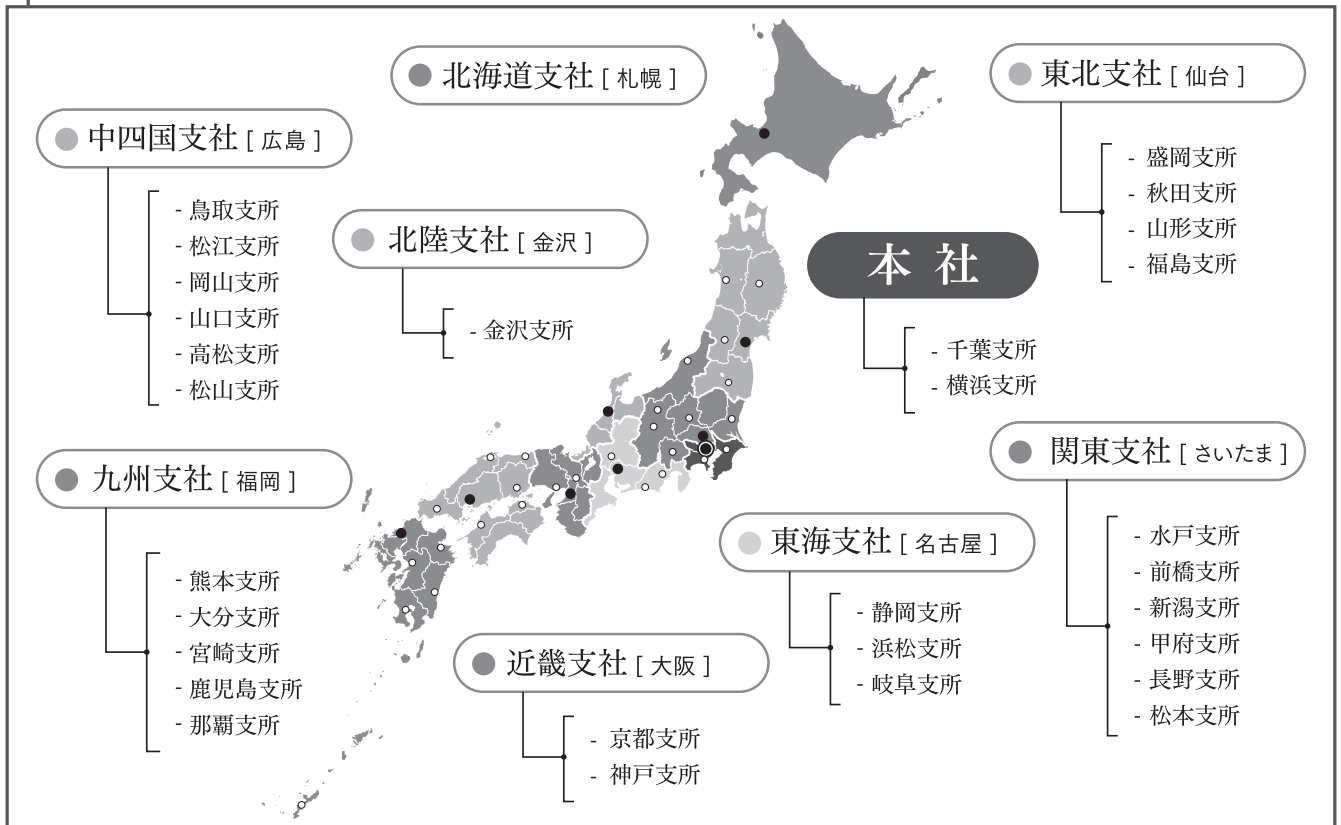 北海道支社 [ 札幌 ]
東北支社 [ 仙台 ]
- 盛岡支所
- 秋田支所
- 山形支所
- 福島支所
中四国支社 [ 広島 ]
- 鳥取支所
- 松江支所
- 岡山支所
- 山口支所
- 高松支所
- 松山支所
北陸支社 [ 金沢 ]
- 金沢支所
本 社
- 千葉支所
- 横浜支所
関東支社 [ さいたま ]
- 水戸支所
- 前橋支所
- 新潟支所
- 甲府支所
- 長野支所
- 松本支所
九州支社 [ 福岡 ]
- 熊本支所
- 大分支所
- 宮崎支所
- 鹿児島支所
- 那覇支所
東海支社 [ 名古屋 ]
- 静岡支所
- 浜松支所
- 岐阜支所
近畿支社 [ 大阪 ]
- 京都支所
- 神戸支所